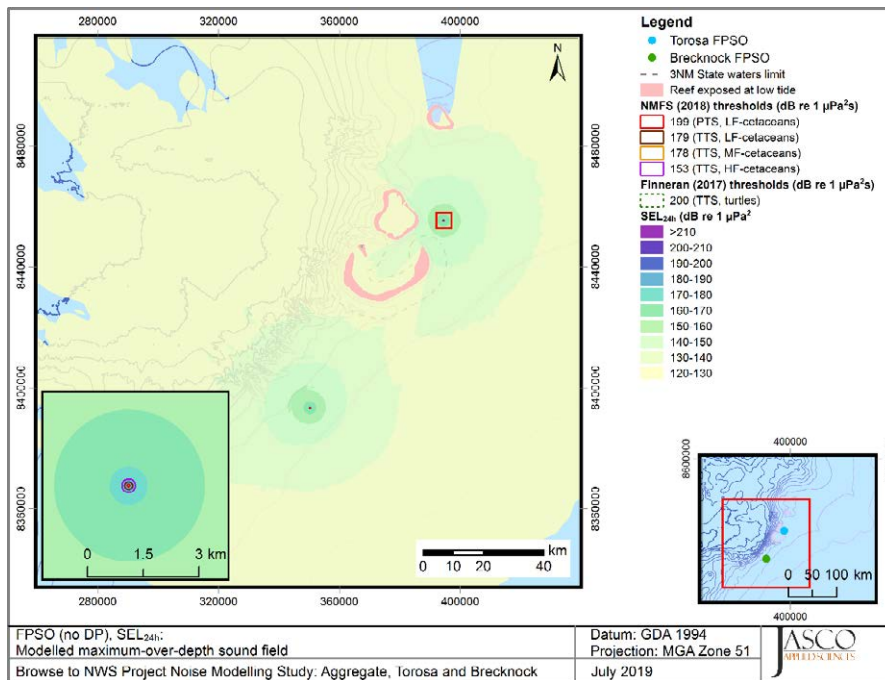 280000 320000 360000 400000
8480000 8480000
8440000 8440000
8400000 8400000
8360000 8360000
280000 320000 360000 400000
N
0 1.5 3 km
km
0 10 20 40
Legend
Torosa FPSO
Brecknock FPSO
3NM State waters limit
Reef exposed at low tide
NMFS (2018) thresholds (dB re 1 µPa²s)
199 (PTS, LF-cetaceans)
179 (TTS, LF-cetaceans)
178 (TTS, MF-cetaceans)
153 (TTS, HF-cetaceans)
Finneran (2017) thresholds (dB re 1 µPa²s)
200 (TTS, turtles)
SEL24h (dB re 1 µPa²
>210
200-210
190-200
180-190
170-180
160-170
150-160
140-150
130-140
120-130
400000
8600000
0 50 100 km
400000
FPSO (no DP), SEL24h:
Modelled maximum-over-depth sound field
Browse to NWS Project Noise Modelling Study: Aggregate, Torosa and Brecknock
Datum: GDA 1994
Projection: MGA Zone 51
July 2019
JASCO
APPLIED SCIENCES